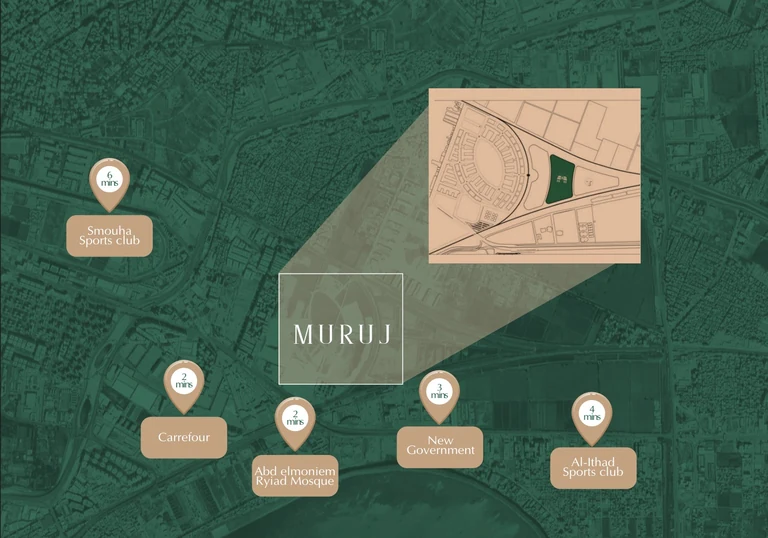 6
mins
Smouha
Sports club
MURUJ
2
mins
Carrefour
2
mins
Abd elmoniem
Ryiad Mosque
3
mins
New
Government
4
mins
Al-Ithad
Sports club